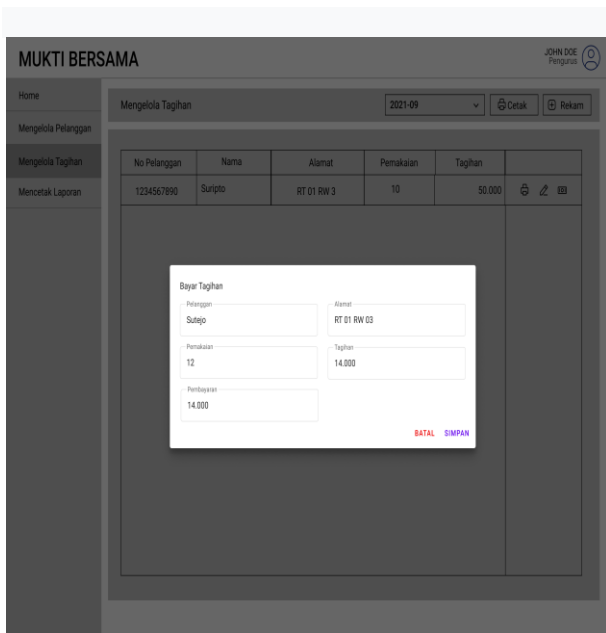 MUKTI BERSAMA
JOHN DOE
Pengurus
Home
Mengelola Pelanggan
Mengelola Tagihan
Mencetak Laporan
Mengelola Tagihan
2021-09
Cetak
Rekam
No Pelanggan Nama Alamat Pemakaian Tagihan
1234567890 Suripto RT 01 RW 3 10 50.000
Bayar Tagihan
Pelanggan Alamat
Sutejo RT 01 RW 03
Pemakaian Tagihan
12 14.000
Pembayaran
14.000
BATAL SIMPAN